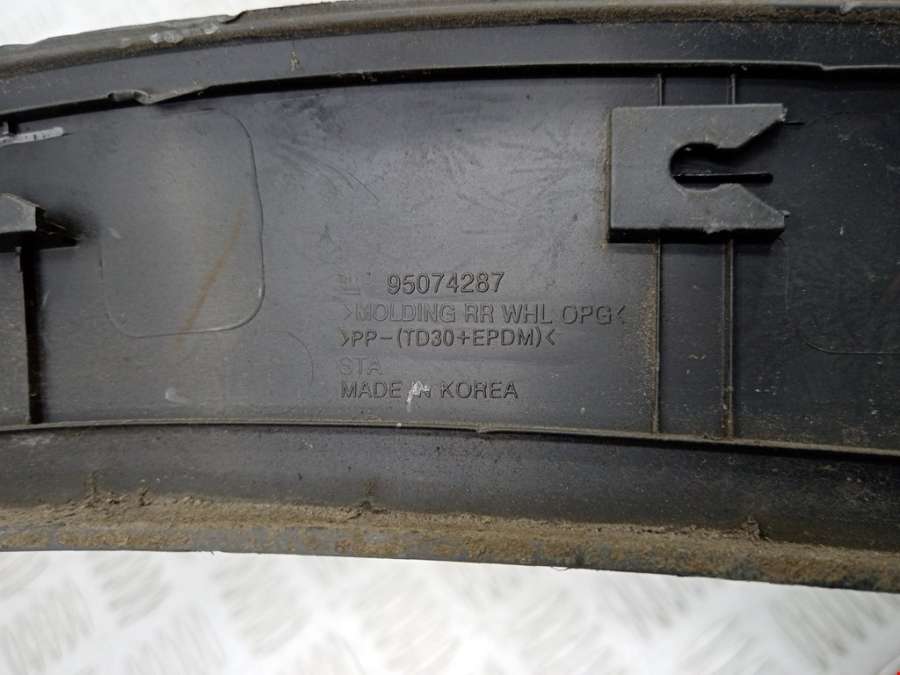 95074287
>MOLDING RR WHL OPG<
>PP-(TD30+EPDM)<
STA
MADE IN KOREA